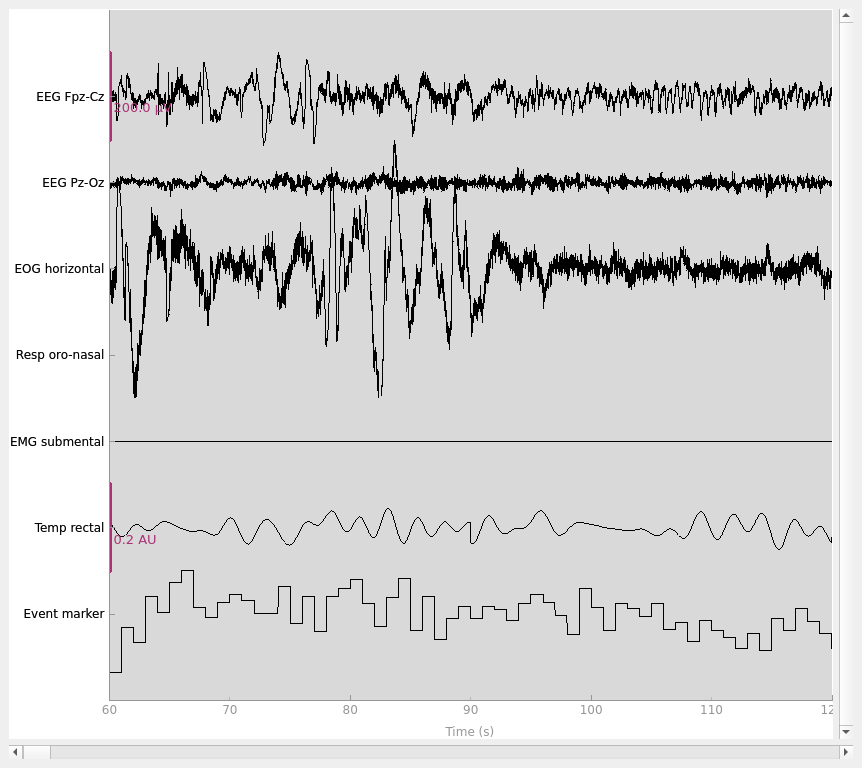 EEG Fpz-Cz
EEG Pz-Oz
EOG horizontal
Resp oro-nasal
EMG submental
Temp rectal
0.2 AU
Event marker
60 70 80 90 100 110
Time (s)